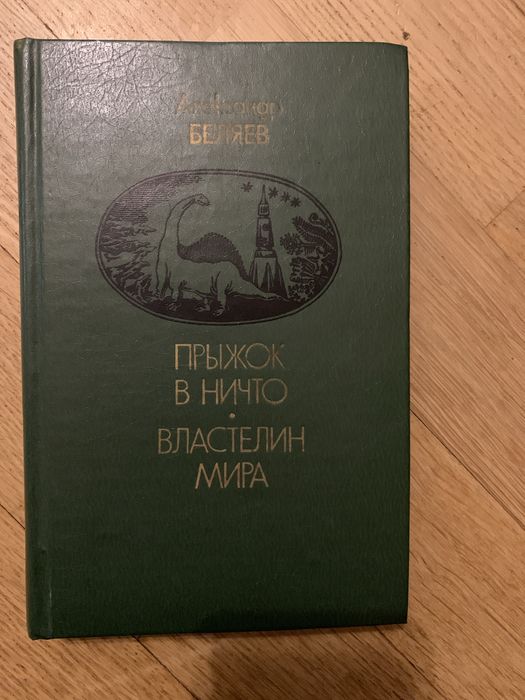 Александр
БЕЛЯЕВ
ПРЫЖОК
В НИЧТО
•
ВЛАСТЕЛИН
МИРА